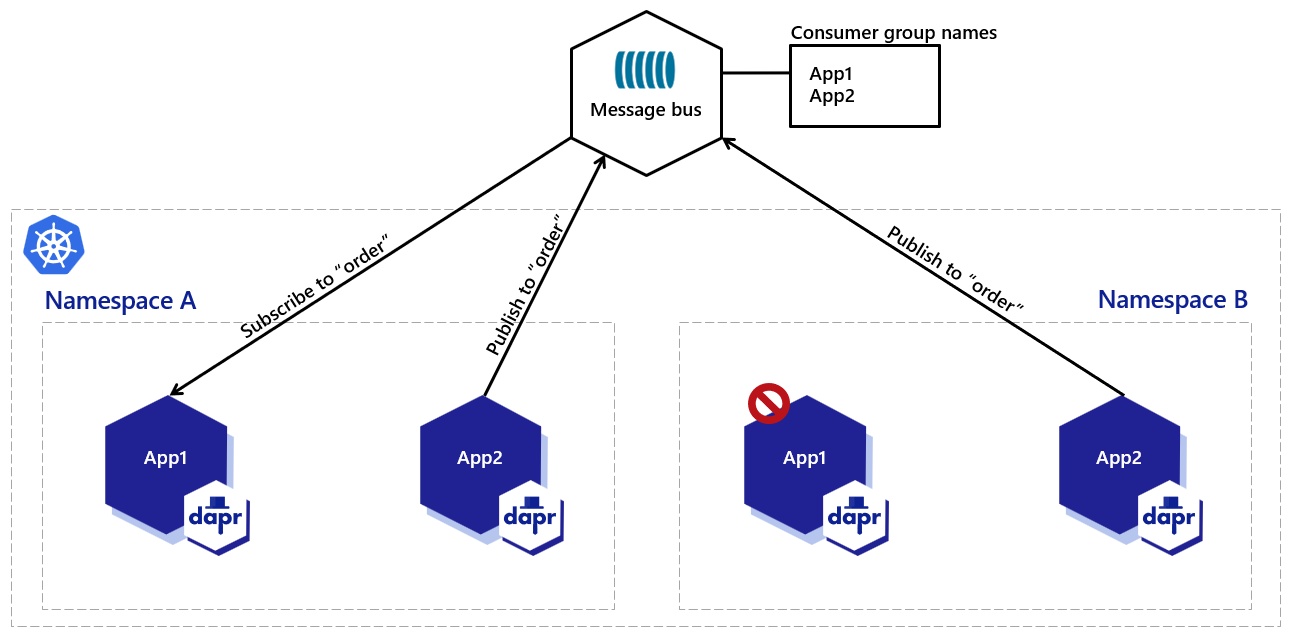 Consumer group names
App1
App2
Message bus
Subscribe to “order”
Publish to “order”
Publish to “order”
Namespace A
Namespace B
App1
dapr
App2
dapr
App1
dapr
App2
dapr